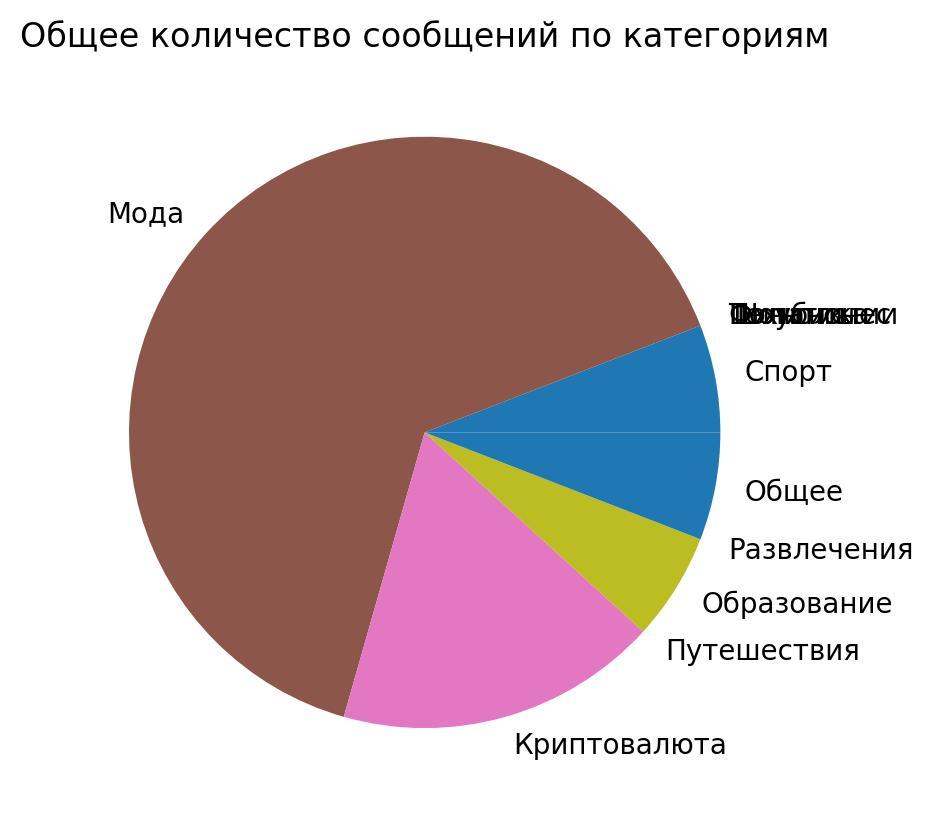 Общее количество сообщений по категориям
Мода
Спорт
Общее
Развлечения
Образование
Путешествия
Криптовалюта